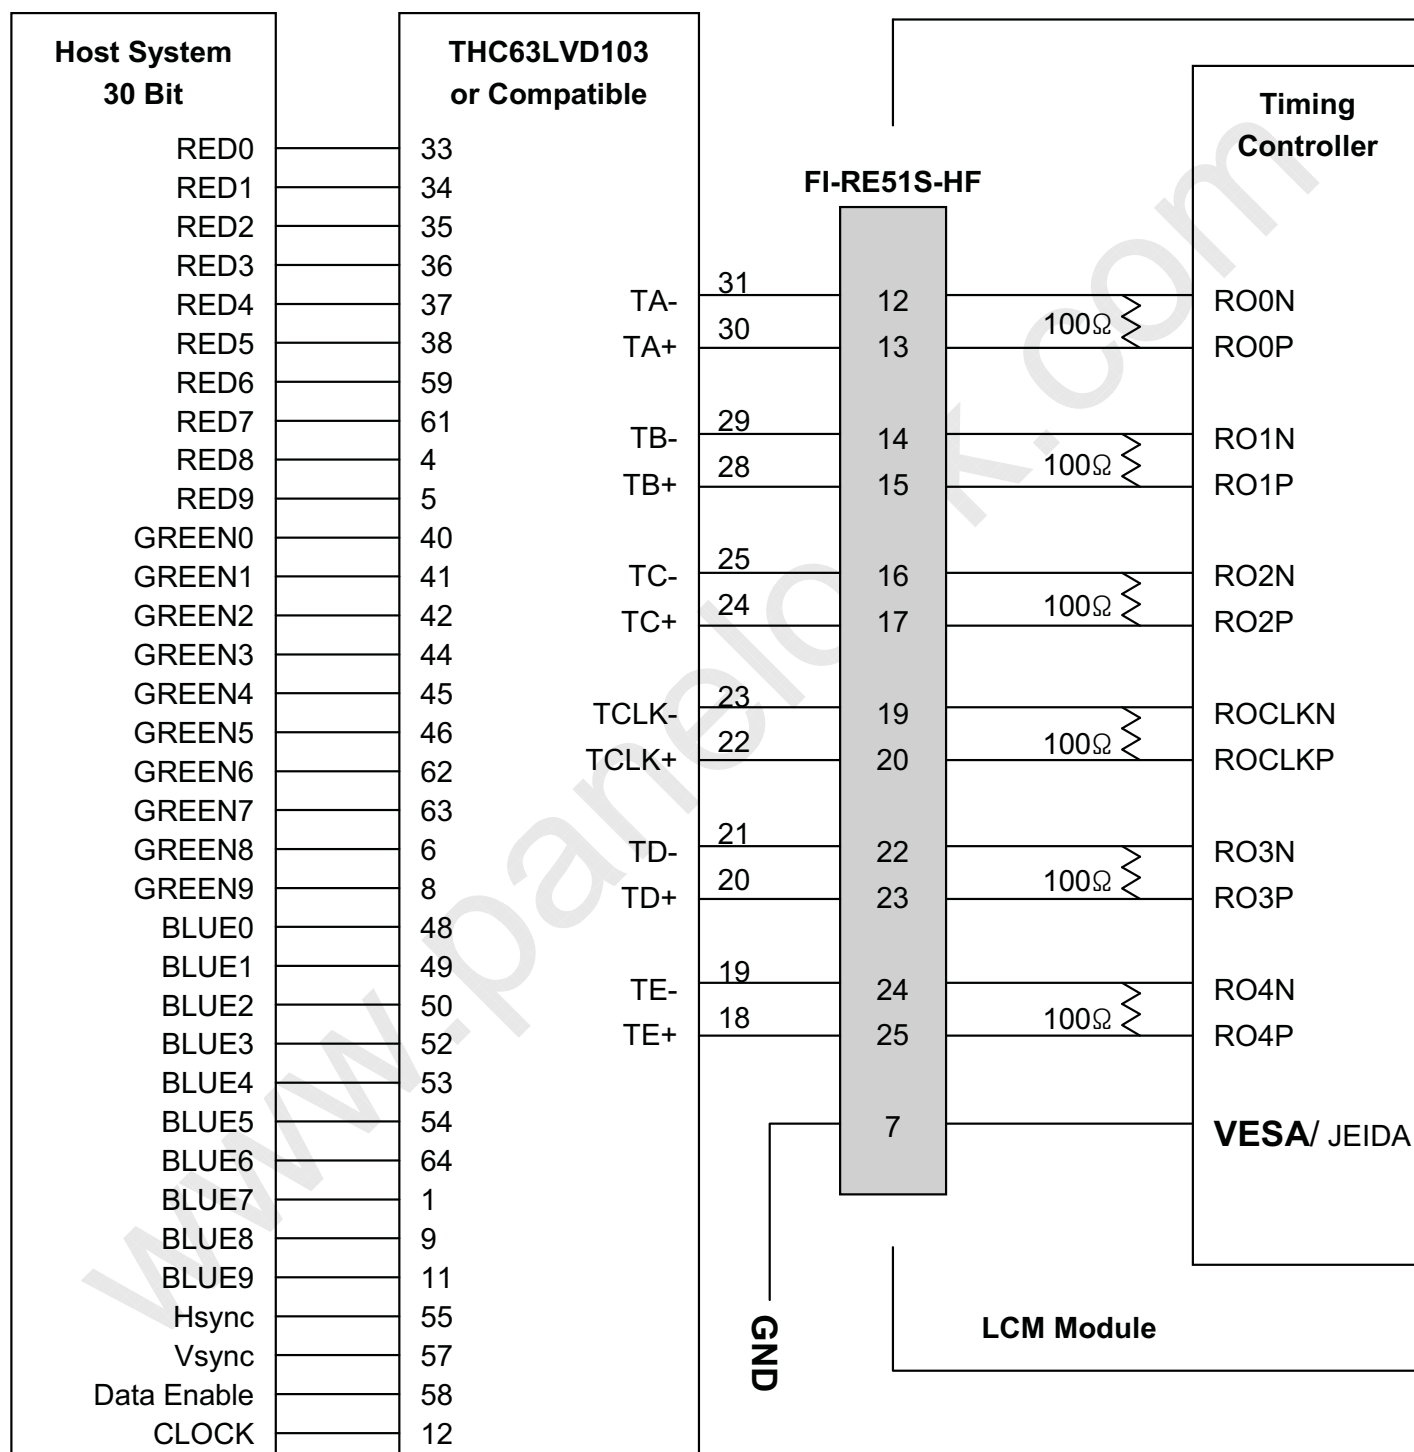 Host System
30 Bit
RED0
RED1
RED2
RED3
RED4
RED5
RED6
RED7
RED8
RED9
GREEN0
GREEN1
GREEN2
GREEN3
GREEN4
GREEN5
GREEN6
GREEN7
GREEN8
GREEN9
BLUE0
BLUE1
BLUE2
BLUE3
BLUE4
BLUE5
BLUE6
BLUE7
BLUE8
BLUE9
Hsync
Vsync
Data Enable
CLOCK
THC63LVD103
or Compatible
33
34
35
36
37
38
59
61
4
5
40
41
42
44
45
46
62
63
6
8
48
49
50
52
53
54
64
1
9
11
55
57
58
12
TA-
TA+
TB-
TB+
TC-
TC+
TCLK-
TCLK+
TD-
TD+
TE-
TE+
31
30
29
28
25
24
23
22
21
20
19
18
GND
FI-RE51S-HF
12
13
14
15
16
17
19
20
22
23
24
25
7
100Ω
100Ω
100Ω
100Ω
100Ω
100Ω
Timing
Controller
RO0N
RO0P
RO1N
RO1P
RO2N
RO2P
ROCLKN
ROCLKP
RO3N
RO3P
RO4N
RO4P
VESA/ JEIDA
LCM Module